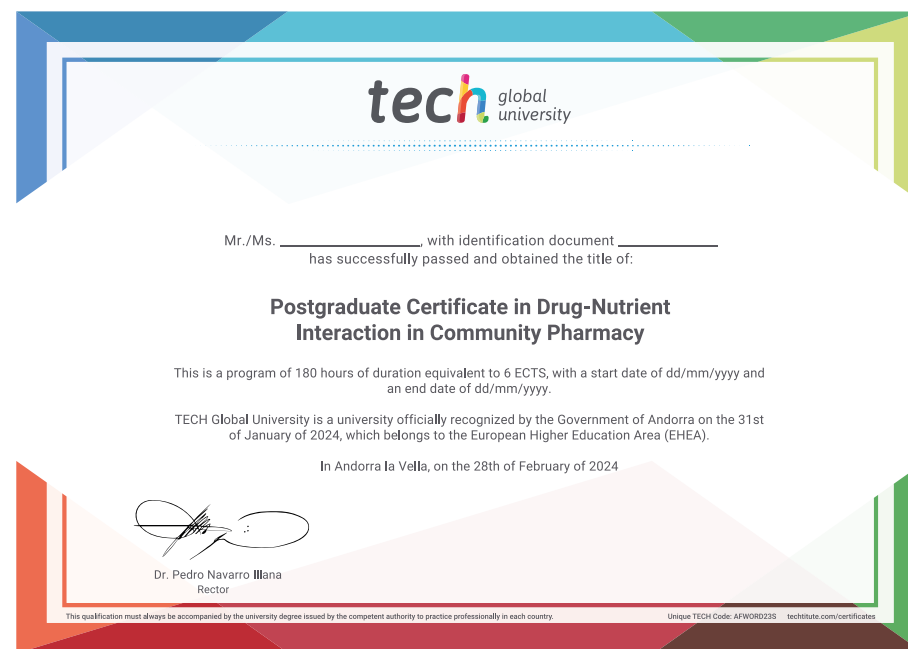 tech global
university
Mr./Ms. ____________________, with identification document ______________
has successfully passed and obtained the title of:
Postgraduate Certificate in Drug-Nutrient
Interaction in Community Pharmacy
This is a program of 180 hours of duration equivalent to 6 ECTS, with a start date of dd/mm/yyyy and
an end date of dd/mm/yyyy.
TECH Global University is a university officially recognized by the Government of Andorra on the 31st
of January of 2024, which belongs to the European Higher Education Area (EHEA).
In Andorra la Vella, on the 28th of February of 2024
Dr. Pedro Navarro Illana
Rector
This qualification must always be accompanied by the university degree issued by the competent authority to practice professionally in each country.
Unique TECH Code: AFWORD23S techtitute.com/certificates